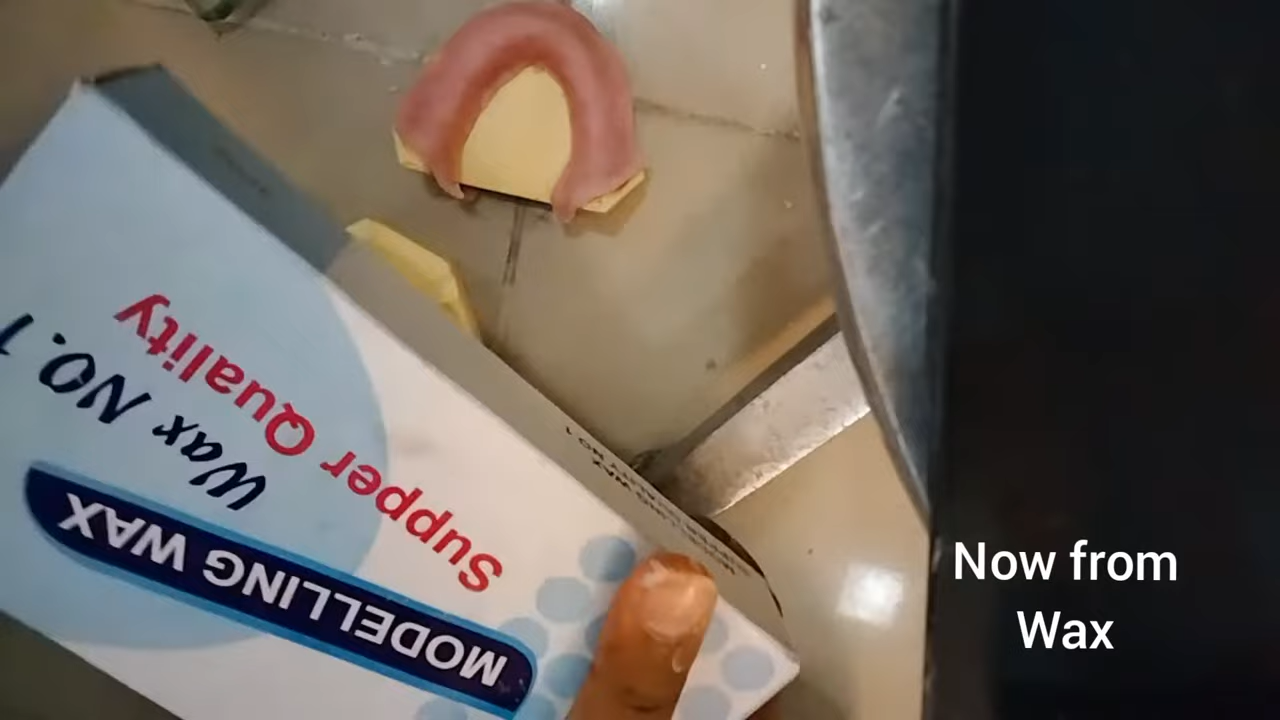 MODELLING WAX
Wax NO.1
Supper Quality
Now from
Wax